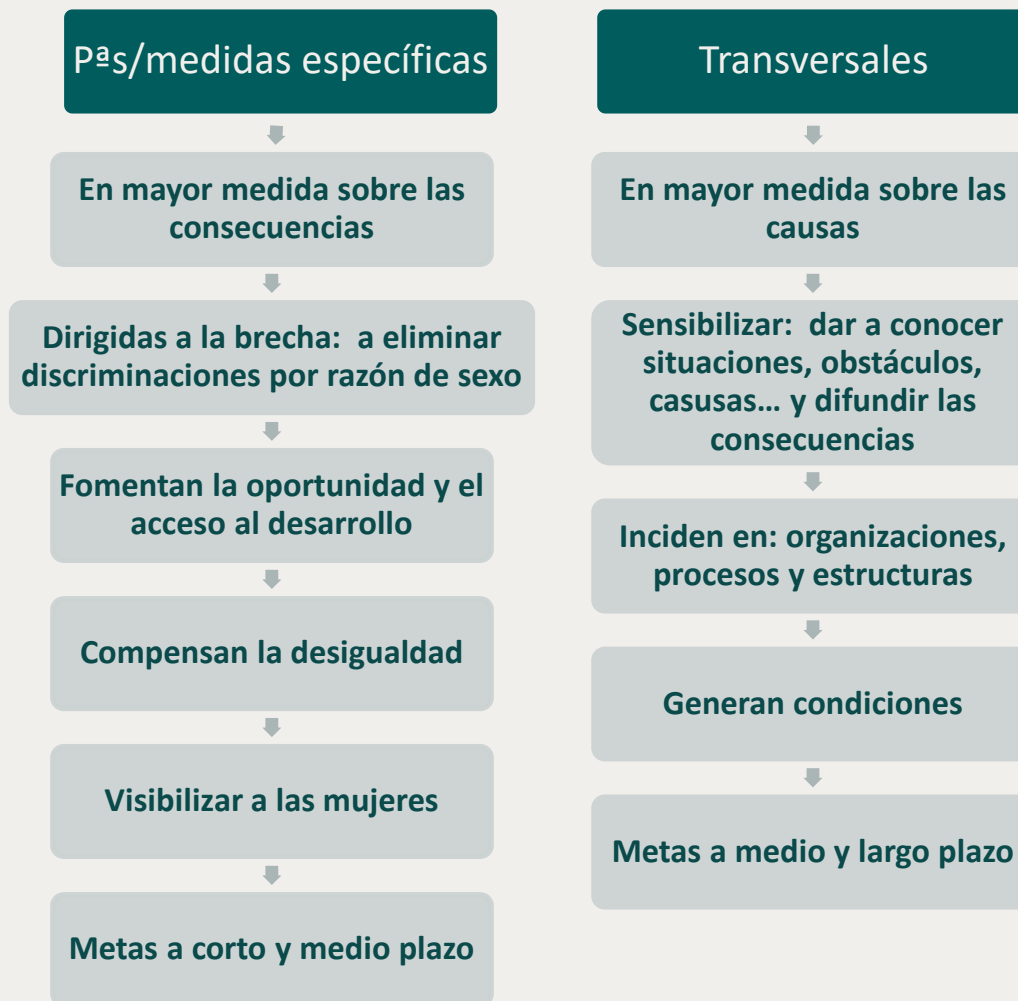 Pªs/medidas específicas
En mayor medida sobre las
consecuencias
Dirigidas a la brecha: a eliminar
discriminaciones por razón de sexo
Fomentan la oportunidad y el
acceso al desarrollo
Compensan la desigualdad
Visibilizar a las mujeres
Metas a corto y medio plazo
Transversales
En mayor medida sobre las
causas
Sensibilizar: dar a conocer
situaciones, obstáculos,
casusas... y difundir las
consecuencias
Inciden en: organizaciones,
procesos y estructuras
Generan condiciones
Metas a medio y largo plazo